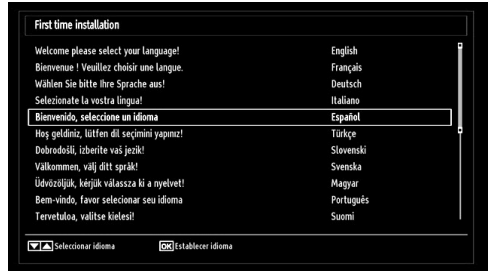 First time installation
Welcome please select your language! English
Bienvenue ! Veuillez choisir une langue. Français
Wählen Sie bitte Ihre Sprache aus! Deutsch
Selezionate la vostra lingua! Italiano
Bienvenido, seleccione un idioma Español
Hoş geldiniz, lütfen dil seçimini yapınız! Türkçe
Dobrodošli, izberite vaš jezik! Slovenski
Välkommen, välj ditt språk! Svenska
Üdvözöljük, kérjük válassza ki a nyelvet! Magyar
Bem-vindo, favor selecionar seu idioma Português
Tervetuloa, valitse kielesi! Suomi
Seleccionar idioma OK Establecer idioma